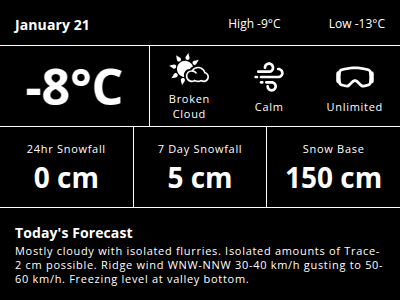 January 21 High -9°C Low -13°C
-8°C
Broken
Cloud
Calm
Unlimited
24hr Snowfall 7 Day Snowfall Snow Base
0 cm 5 cm 150 cm
Today's Forecast
Mostly cloudy with isolated flurries. Isolated amounts of Trace-
2 cm possible. Ridge wind WNW-NNW 30-40 km/h gusting to 50-
60 km/h. Freezing level at valley bottom.